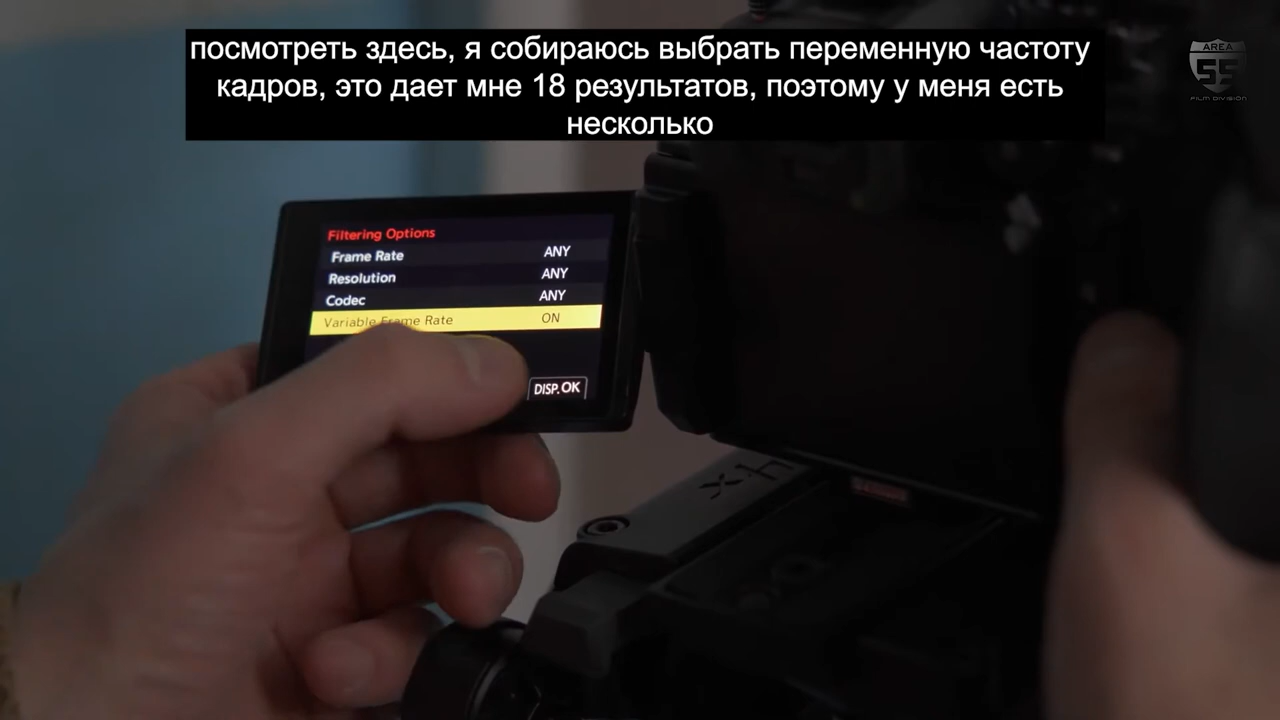 посмотреть здесь, я собираюсь выбрать переменную частоту
кадров, это дает мне 18 результатов, поэтому у меня есть
несколько
AREA
55
FILM DIVISION
Filtering Options
Frame Rate ANY
Resolution ANY
Codec ANY
Variable Frame Rate ON
DISP. OK